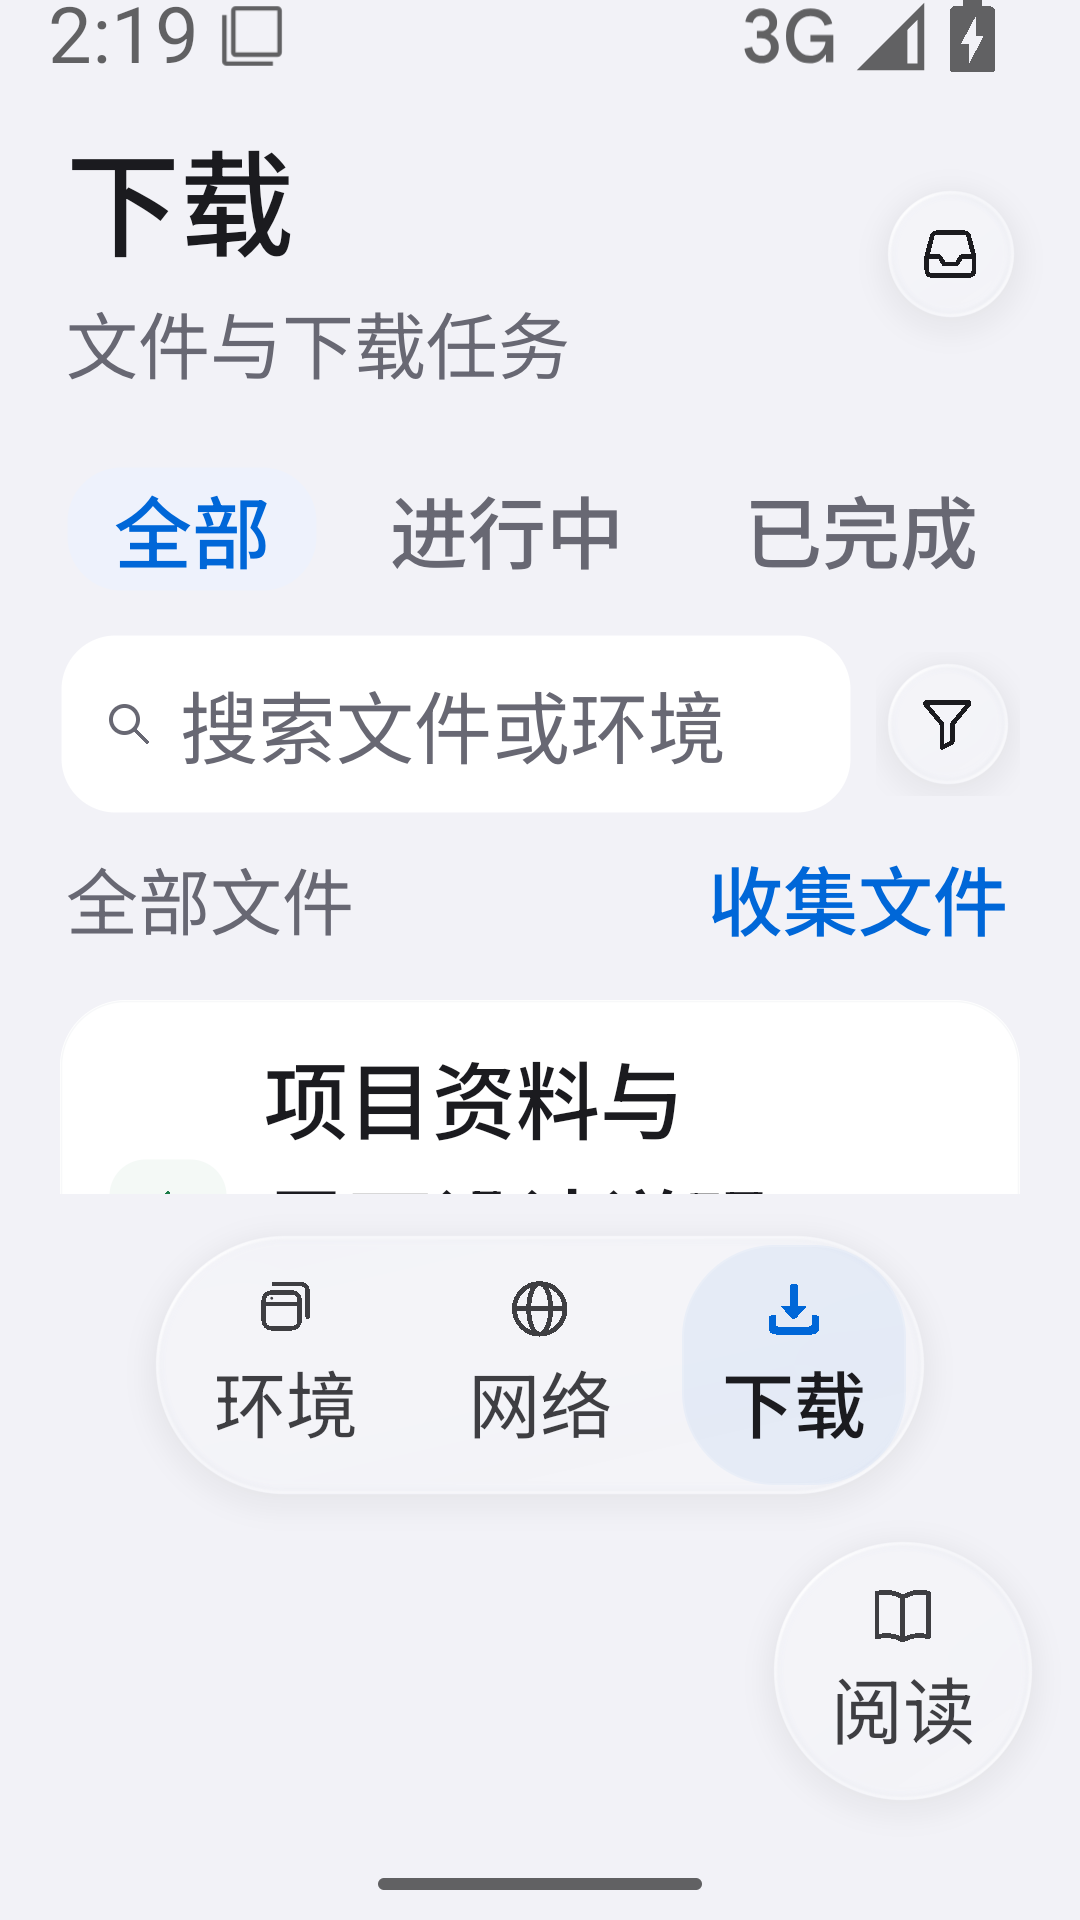 2:19 3G
下载
文件与下载任务
全部 进行中 已完成
搜索文件或环境
全部文件 收集文件
项目资料与
环境 网络 下载
阅读